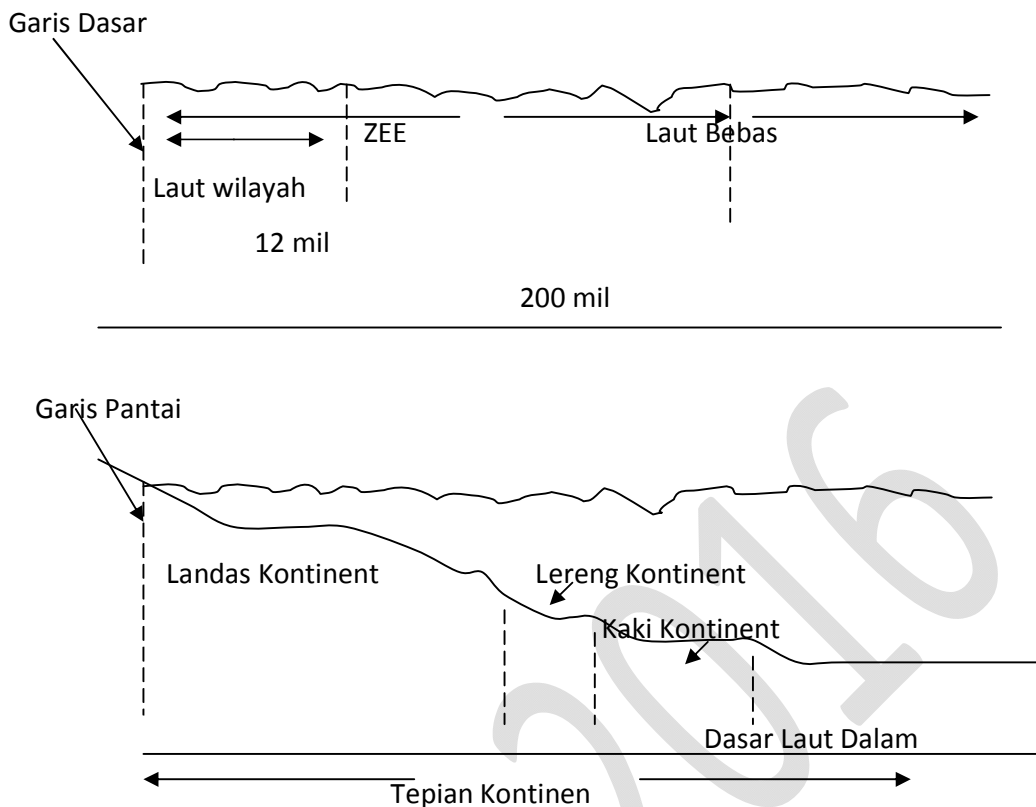 Garis Dasar
ZEE
Laut Bebas
Laut wilayah
12 mil
200 mil
Garis Pantai
Landas Kontinent
Lereng Kontinent
Kaki Kontinent
Dasar Laut Dalam
Tepian Kontinen
2016